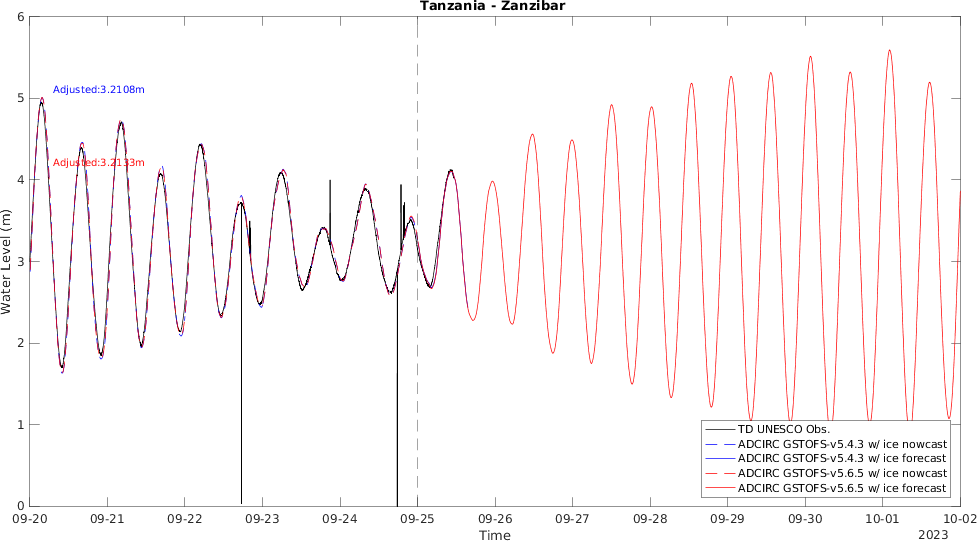 Tanzania - Zanzibar
6
5
4
3
2
1
0
Water Level (m)
Adjusted:3.2108m
Adjusted:3.2133m
TD UNESCO Obs.
ADCIRC GSTOFS-v5.4.3 w/ ice nowcast
ADCIRC GSTOFS-v5.4.3 w/ ice forecast
ADCIRC GSTOFS-v5.6.5 w/ ice nowcast
ADCIRC GSTOFS-v5.6.5 w/ ice forecast
09-20 09-21 09-22 09-23 09-24 09-25 09-26 09-27 09-28 09-29 09-30 10-01 10-02
Time
2023